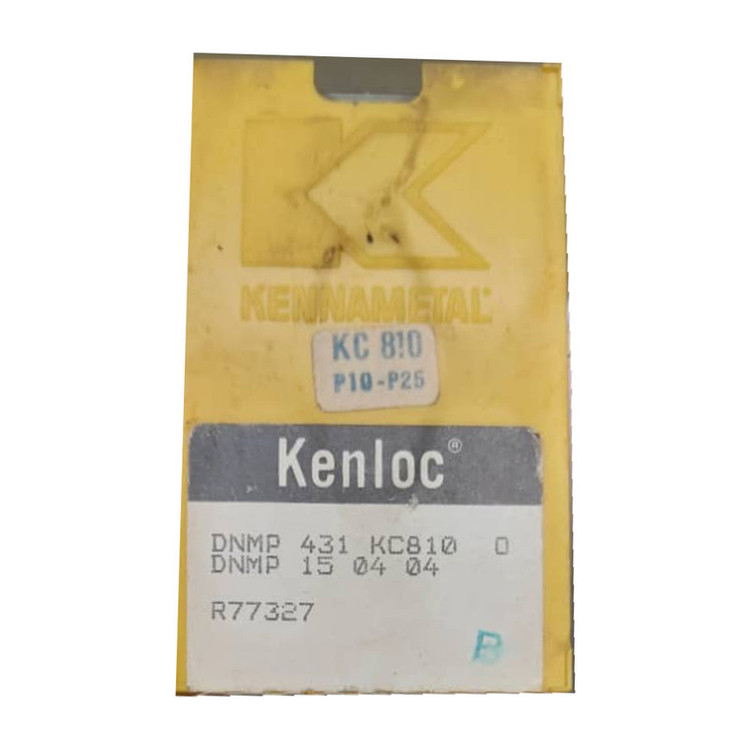 K
KENNAMETAL
KC 810
P10-P25
Kenloc®
DNMP 431 KC810 0
DNMP 15 04 04
R77327
B